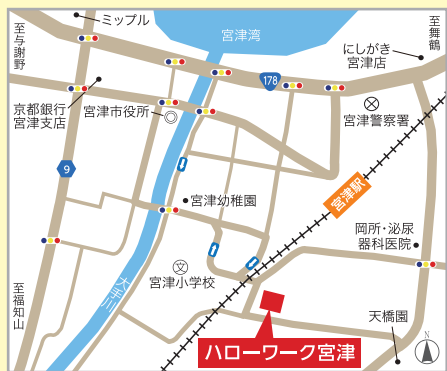 ミップル
至与謝野
宮津湾
至舞鶴
にしがき
宮津店
178
京都銀行
宮津支店
宮津市役所
宮津警察署
9
宮津幼稚園
宮津駅
岡所・泌尿
器科医院
文
宮津小学校
大手川
至福知山
天橋園
ハローワーク宮津
N